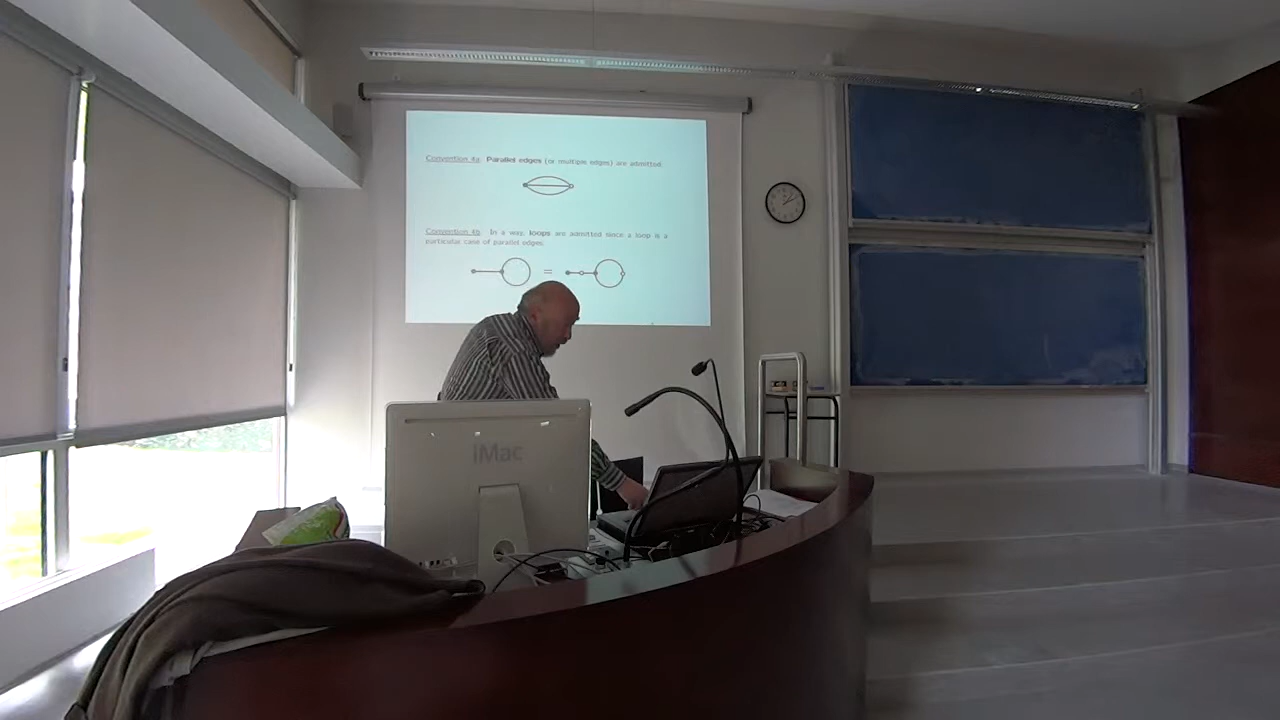 Convention 4a: Parallel edges (or multiple edges) are admitted
Convention 4b: In a way, loops are admitted since a loop is a
particular case of parallel edges
=
iMac